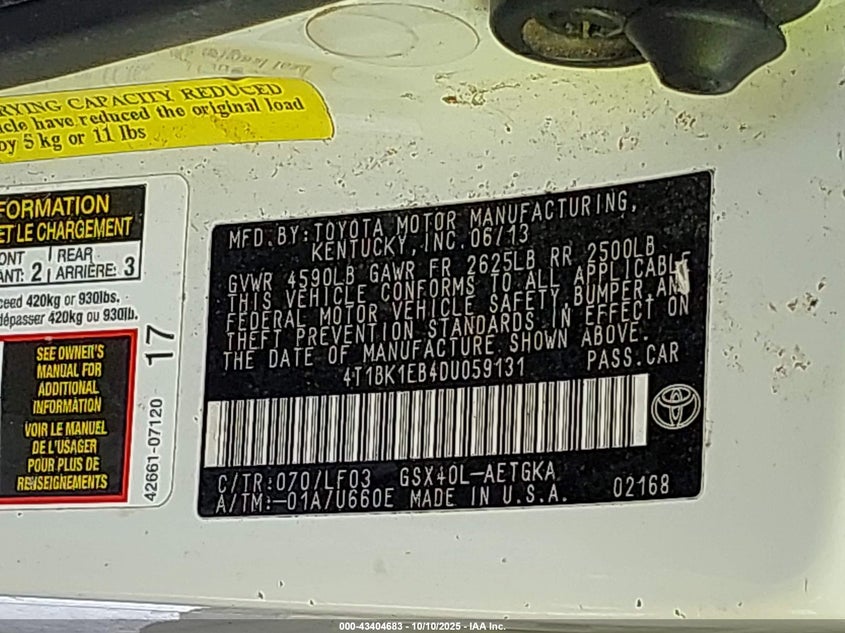 RYING CAPACITY REDUCED
icle have reduced the original load
by 5 kg or 11 lbs
FORMATION
ET LE CHARGEMENT
ONT
ANT: 2
REAR
ARRIÈRE: 3
ceed 420kg or 930lbs.
dépasser 420kg ou 930lb.
SEE OWNER'S
MANUAL FOR
ADDITIONAL
INFORMATION
VOIR LE MANUEL
DE L'USAGER
POUR PLUS DE
RENSEIGNEMENTS
17
42661-07120
MFD.BY:TOYOTA MOTOR MANUFACTURING,
KENTUCKY,INC.06/13
GVWR 4590LB GAWR FR 2625LB RR 2500LB
THIS VEHICLE CONFORMS TO ALL APPLICABLE
FEDERAL MOTOR VEHICLE SAFETY,BUMPER,AND
THEFT PREVENTION STANDARDS IN EFFECT ON
THE DATE OF MANUFACTURE SHOWN ABOVE.
4T1BK1EB4DU059131 PASS.CAR
C/TR:070/LF03 GSX40L-AETGKA
A/TM:-01A/U660E MADE IN U.S.A. 02168
000-43404683 - 10/10/2025 - IAA Inc.